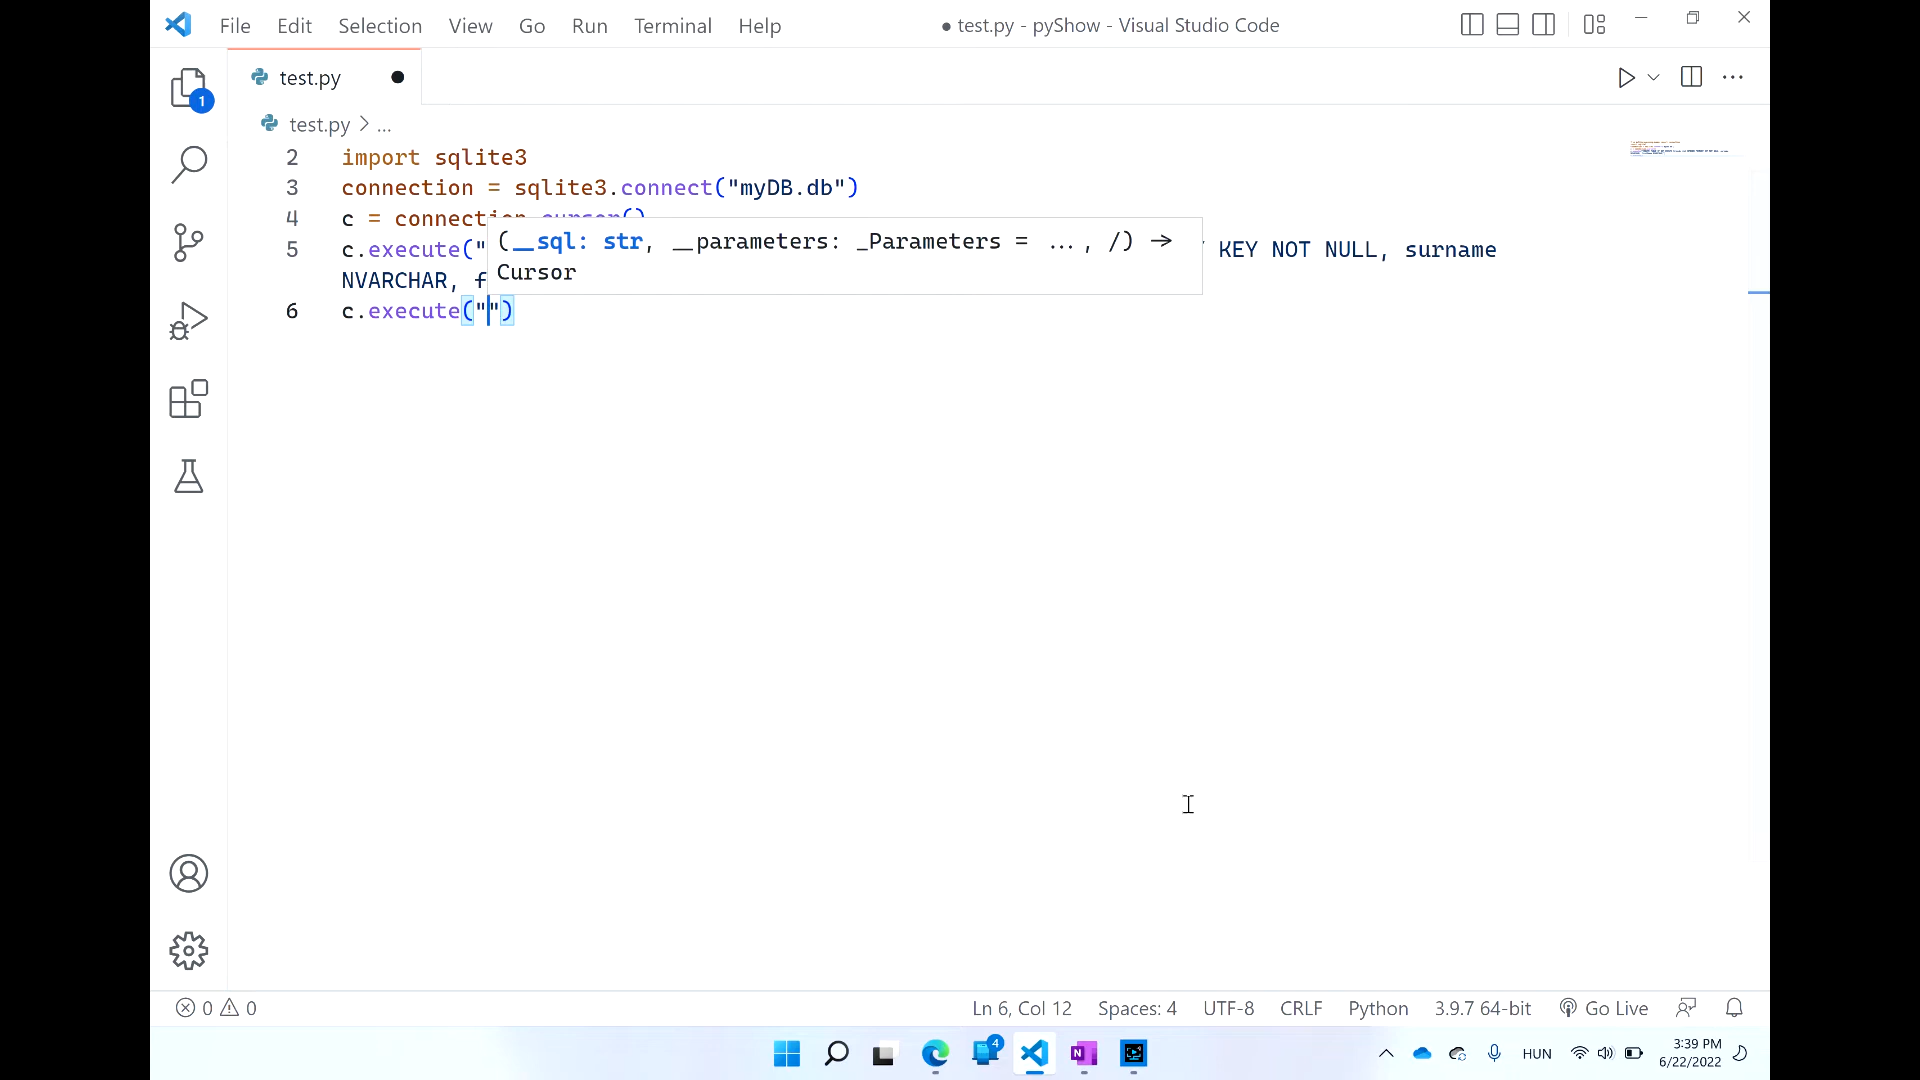 File Edit Selection View Go Run Terminal Help
● test.py - pyShow - Visual Studio Code
test.py
1
test.py > ...
2 import sqlite3
3 connection = sqlite3.connect("myDB.db")
4 c = connection.cursor()
(__sql: str, __parameters: _Parameters = ..., /) →
Cursor
5 c.execute(" KEY NOT NULL, surname
NVARCHAR, f
6 c.execute("")
0 0
Ln 6, Col 12 Spaces: 4 UTF-8 CRLF Python 3.9.7 64-bit Go Live
4
N
HUN
3:39 PM
6/22/2022